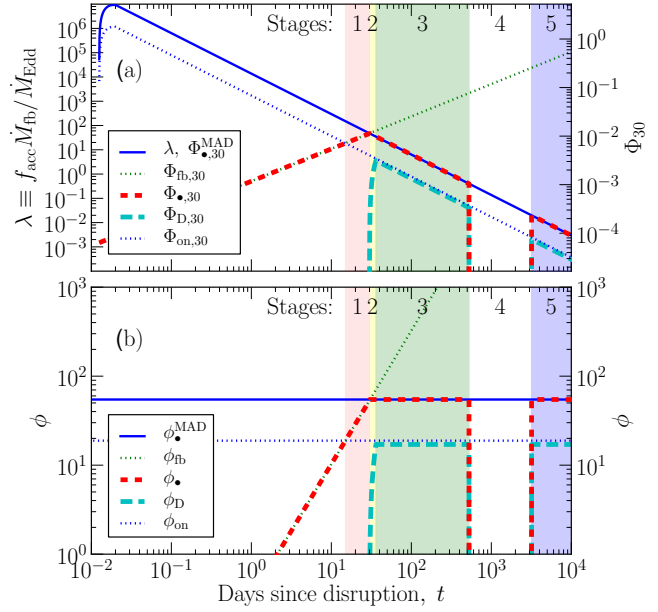 Stages: 1 2 3 4 5
(a)
λ ≡ f_acc Ṁ_fb/Ṁ_Edd
10^6
10^5
10^4
10^3
10^2
10^1
10^0
10^-1
10^-2
10^-3
λ, Φ^MAD_•,30
Φ_fb,30
Φ_•,30
Φ_D,30
Φ_on,30
10^0
10^-1
10^-2
10^-3
10^-4
Φ_30
Stages: 1 2 3 4 5
(b)
ϕ
10^3
10^2
10^1
10^0
ϕ^MAD_•
ϕ_fb
ϕ_•
ϕ_D
ϕ_on
10^3
10^2
10^1
10^0
ϕ
10^-2 10^-1 10^0 10^1 10^2 10^3 10^4
Days since disruption, t